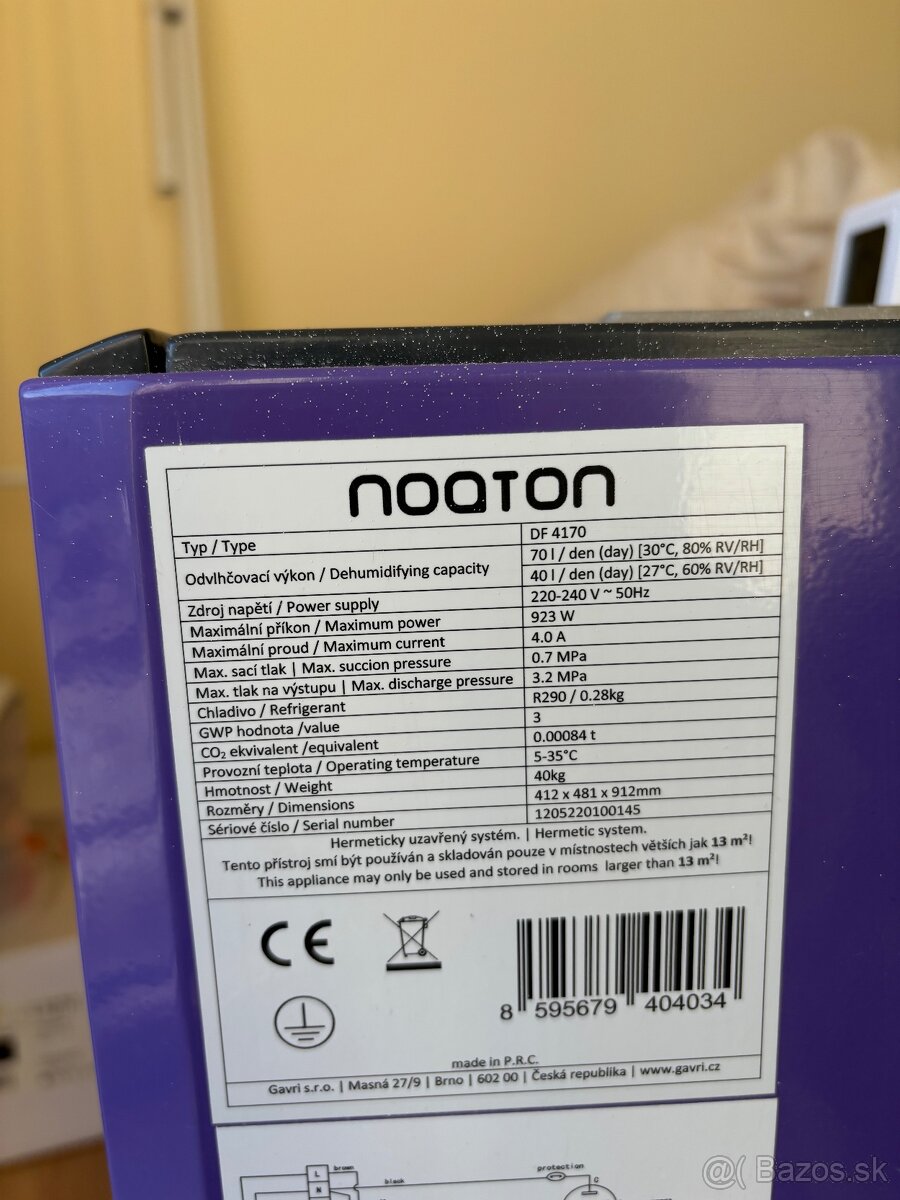 noaton
Typ / Type DF 4170
Odvlhčovací výkon / Dehumidifying capacity 70 l / den (day) [30°C, 80% RV/RH]
40 l / den (day) [27°C, 60% RV/RH]
Zdroj napětí / Power supply 220-240 V ~ 50Hz
Maximální příkon / Maximum power 923 W
Maximální proud / Maximum current 4.0 A
Max. sací tlak | Max. succion pressure 0.7 MPa
Max. tlak na výstupu | Max. discharge pressure 3.2 MPa
Chladivo / Refrigerant R290 / 0.28kg
GWP hodnota /value 3
CO₂ ekvivalent /equivalent 0.00084 t
Provozní teplota / Operating temperature 5-35°C
Hmotnost / Weight 40kg
Rozměry / Dimensions 412 x 481 x 912mm
Sériové číslo / Serial number 1205220100145
Hermeticky uzavřený systém. | Hermetic system.
Tento přístroj smí být používán a skladován pouze v místnostech větších jak 13 m²!
This appliance may only be used and stored in rooms larger than 13 m²!
CE
8 595679 404034
made in P.R.C.
Gavri s.r.o. | Masná 27/9 | Brno | 602 00 | Česká republika | www.gavri.cz
brown
L
black
protection
N
C
@( Bazos.sk